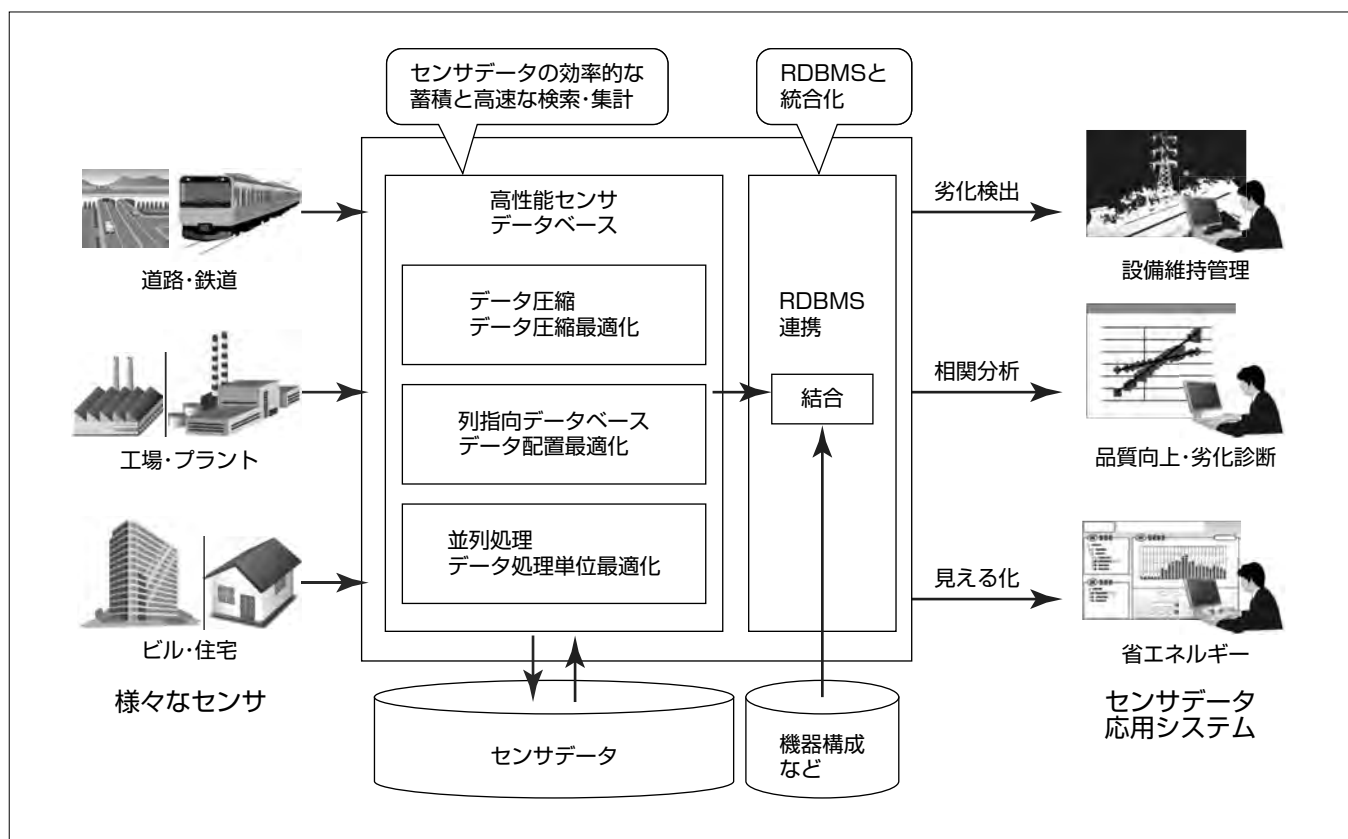 センサデータの効率的な
蓄積と高速な検索・集計
RDBMSと
統合化
道路・鉄道
工場・プラント
ビル・住宅
様々なセンサ
高性能センサ
データベース
データ圧縮
データ圧縮最適化
列指向データベース
データ配置最適化
並列処理
データ処理単位最適化
RDBMS
連携
結合
センサデータ
機器構成
など
劣化検出
設備維持管理
相関分析
品質向上・劣化診断
見える化
省エネルギー
センサデータ
応用システム